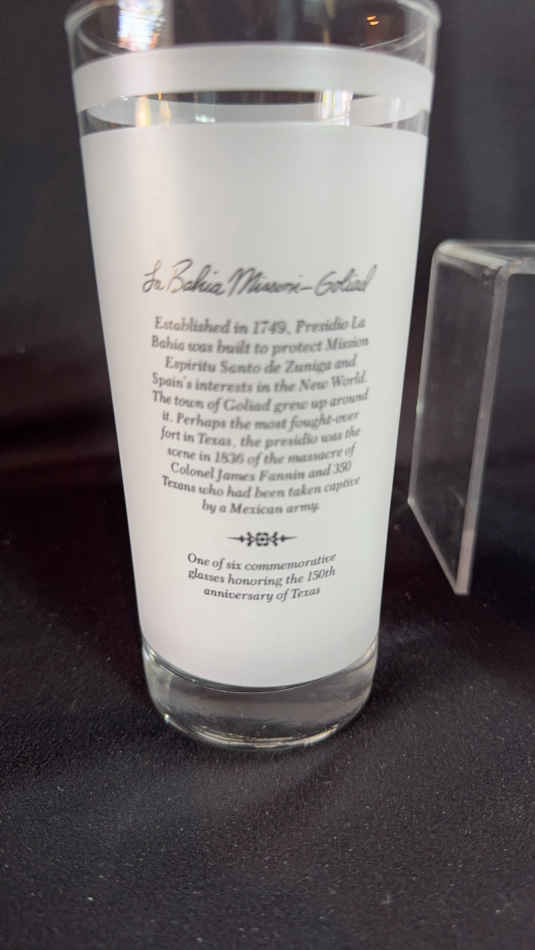 La Bahia Mission-Goliad
Established in 1749, Presidio La
Bahia was built to protect Mission
Espiritu Santo de Zuniga and
Spain's interests in the New World.
The town of Goliad grew up around
it. Perhaps the most fought-over
fort in Texas, the presidio was the
scene in 1836 of the massacre of
Colonel James Fannin and 350
Texans who had been taken captive
by a Mexican army.
One of six commemorative
glasses honoring the 150th
anniversary of Texas